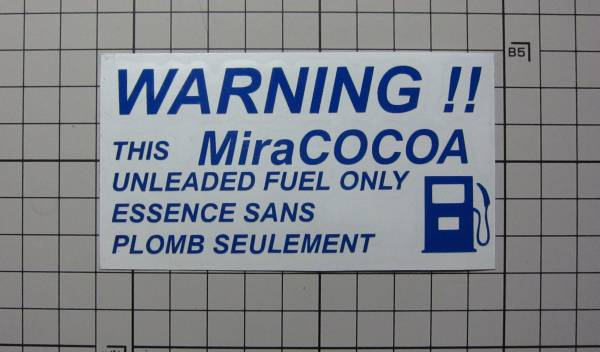 B5
WARNING !!
THIS MiraCOCOA
UNLEADED FUEL ONLY
ESSENCE SANS
PLOMB SEULEMENT